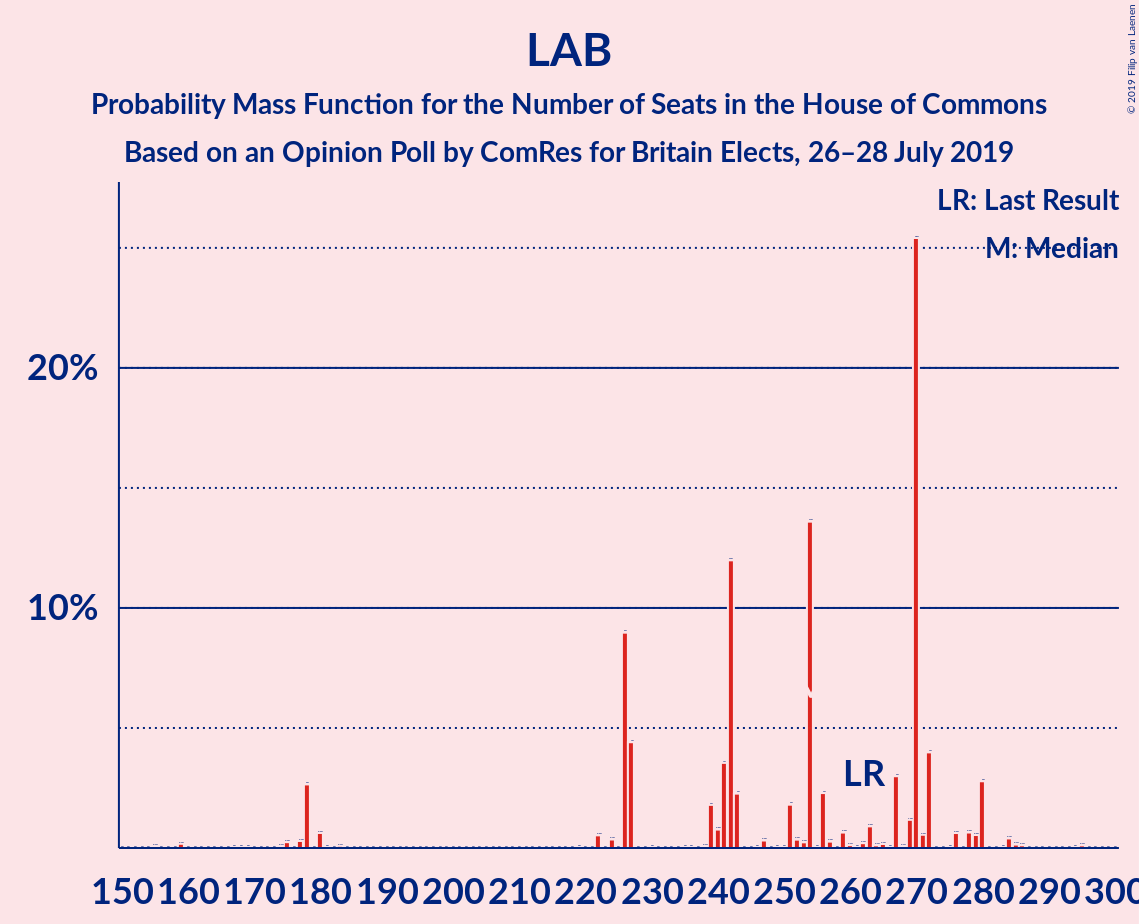 LAB
Probability Mass Function for the Number of Seats in the House of Commons
Based on an Opinion Poll by ComRes for Britain Elects, 26–28 July 2019
© 2019 Filip van Laenen
LR: Last Result
M: Median
20%
10%
LR
150 160 170 180 190 200 210 220 230 240 250 260 270 280 290 300